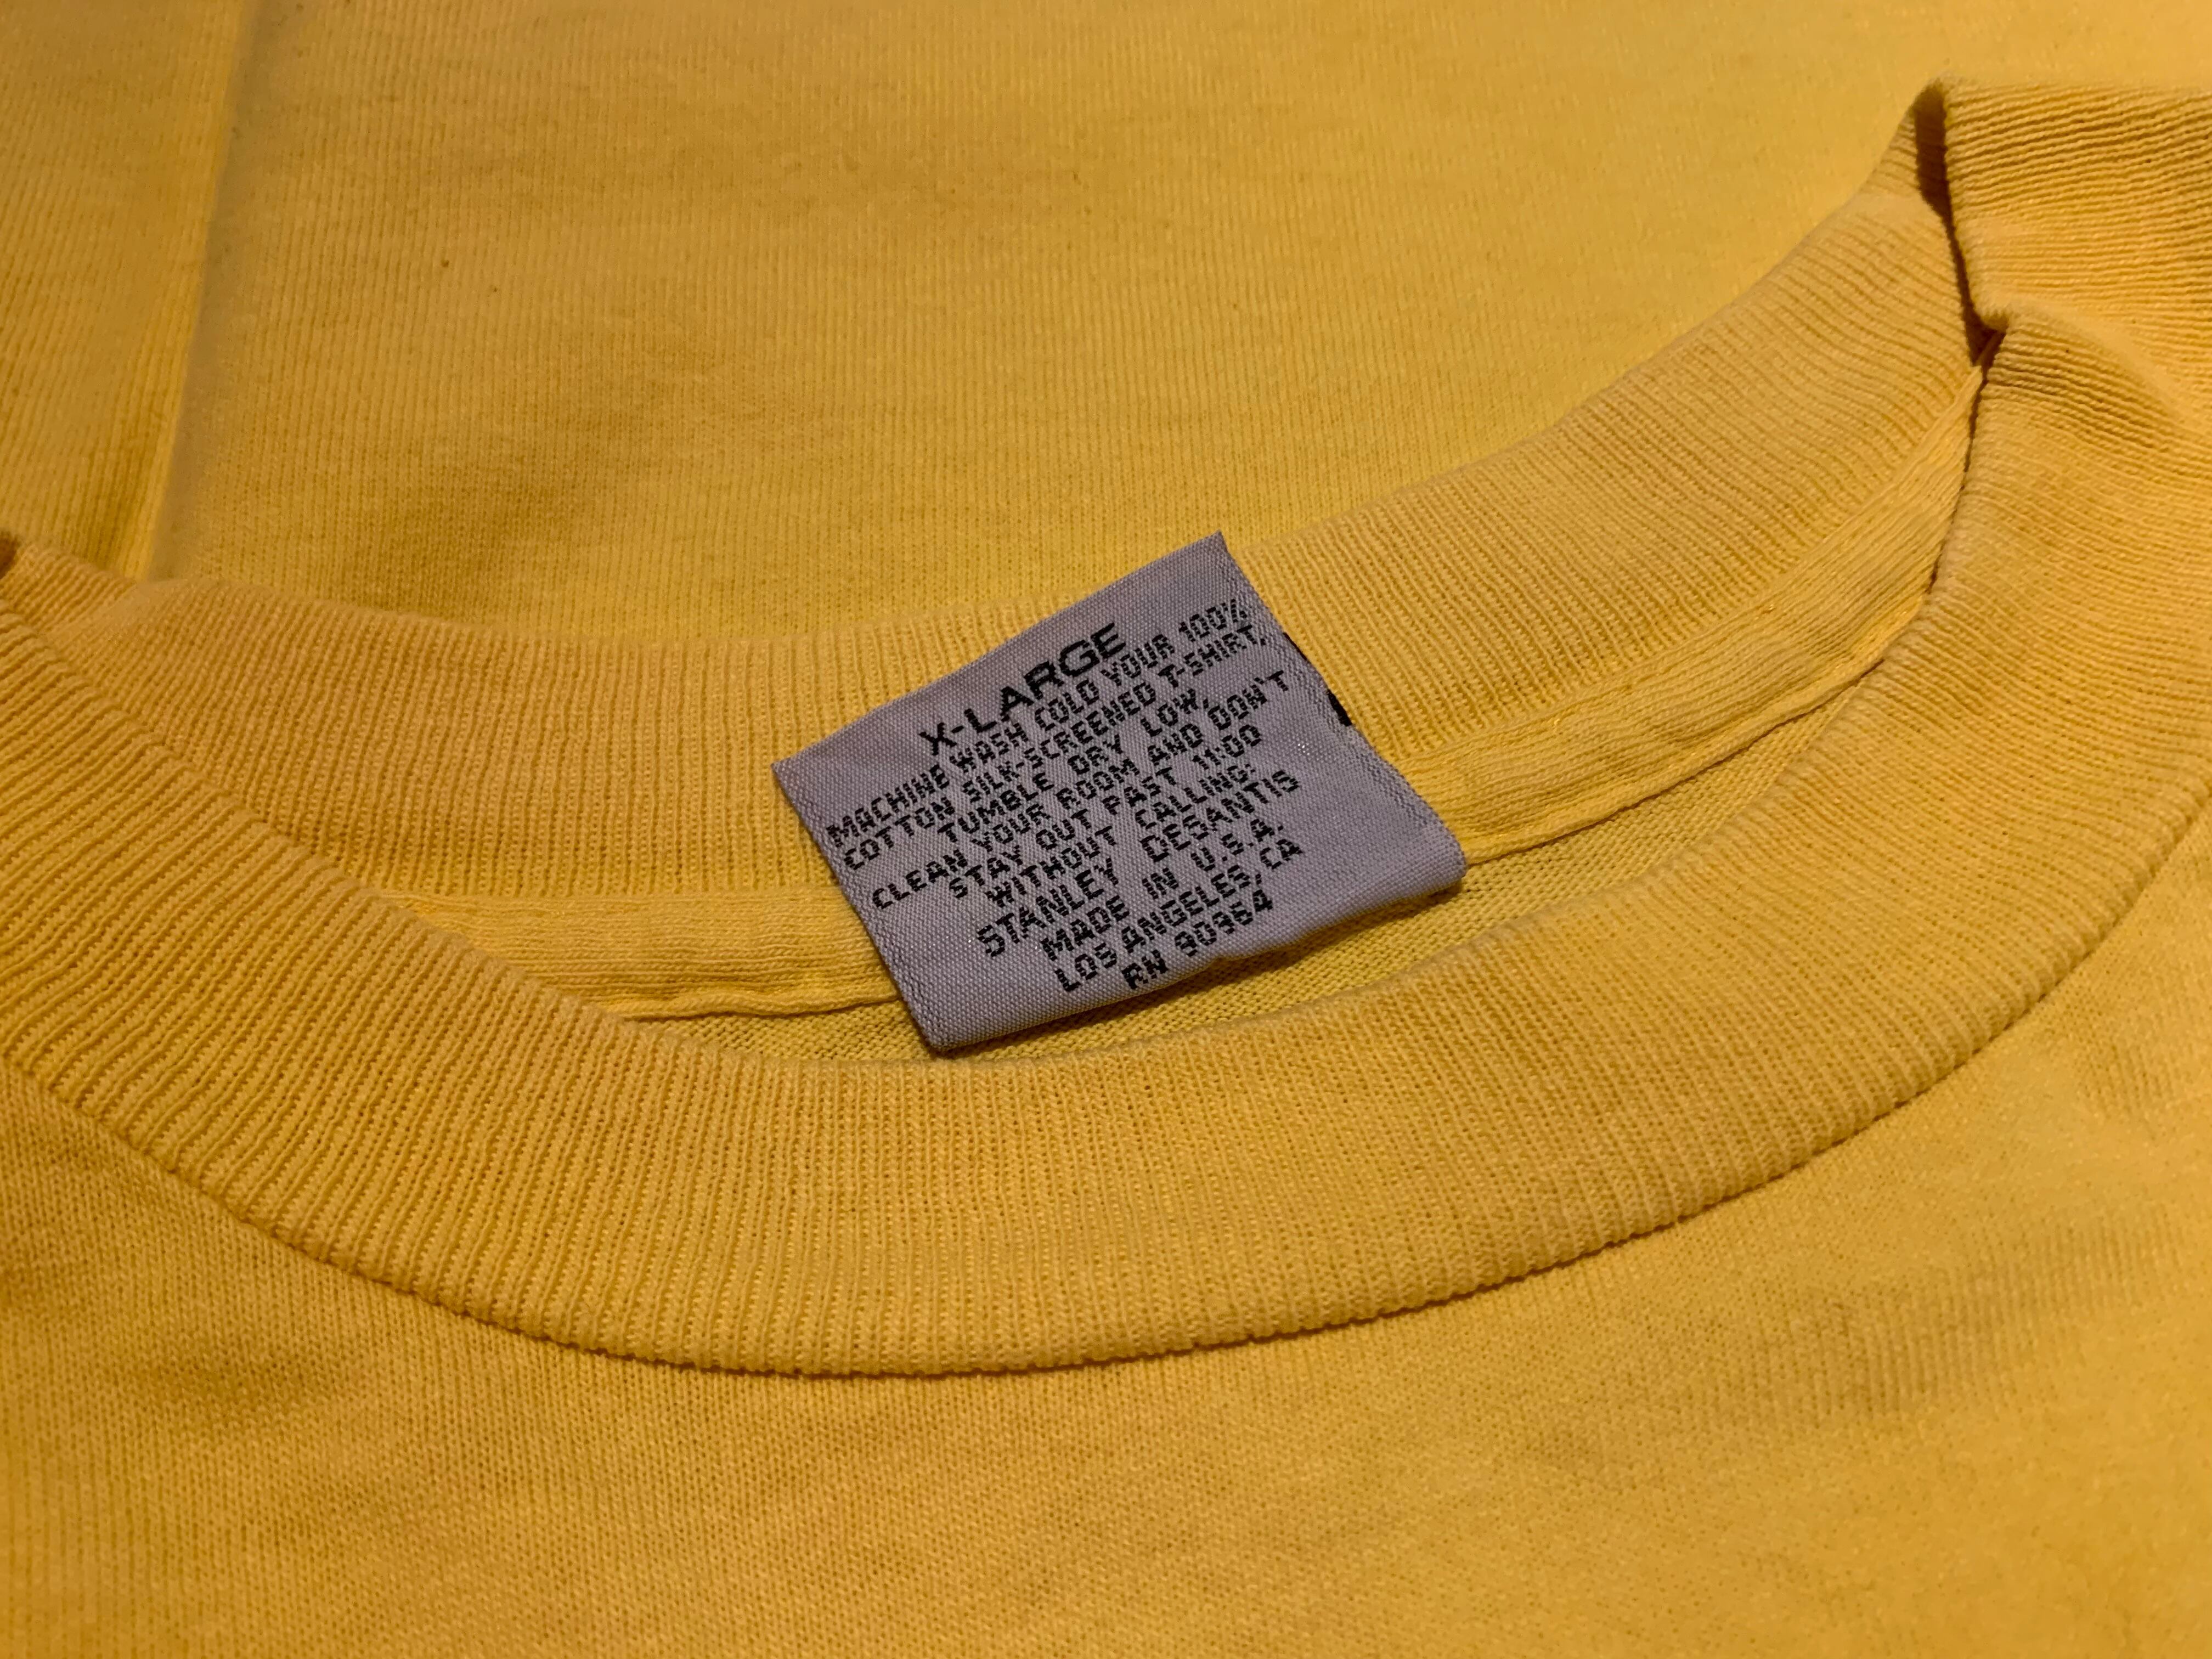 X-LARGE
MACHINE WASH COLD YOUR 100%
COTTON SILK-SCREENED T-SHIRT,
TUMBLE DRY LOW,
CLEAN YOUR ROOM AND DON'T
STAY OUT PAST 11:00
WITHOUT CALLING:
STANLEY DESANTIS
MADE IN U.S.A.
LOS ANGELES, CA
RN 90964